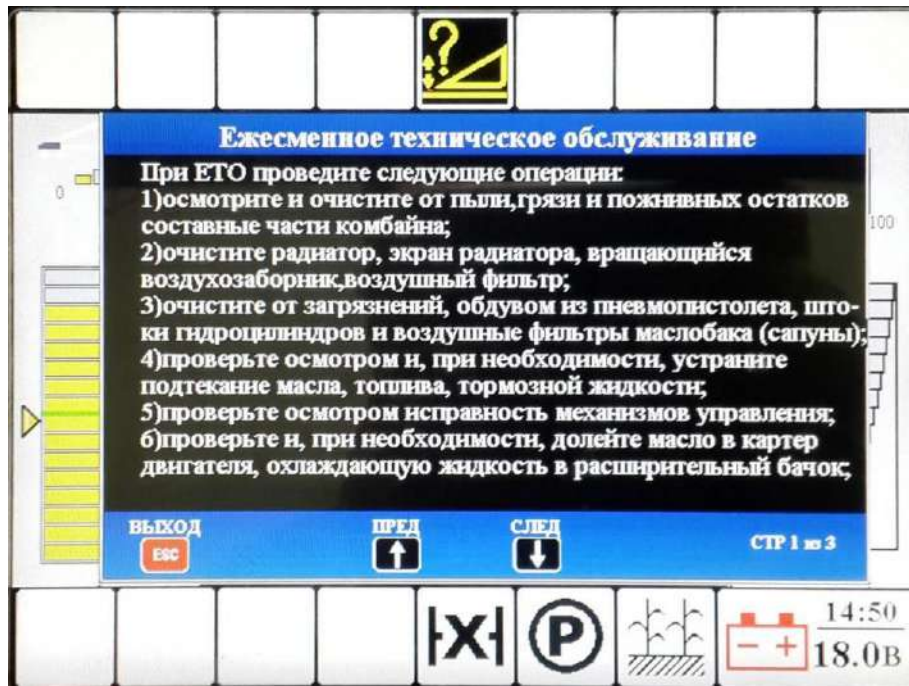 ?
Ежесменное техническое обслуживание
При ЕТО проведите следующие операции:
1)осмотрите и очистите от пыли,грязи и пожнивных остатков
составные части комбайна;
2)очистите радиатор, экран радиатора, вращающийся
воздухозаборник,воздушный фильтр;
3)очистите от загрязнений, обдувом из пневмопистолета, што-
ки гидроцилиндров и воздушные фильтры маслобака (сапуны);
4)проверьте осмотром и, при необходимости, устраните
подтекание масла, топлива, тормозной жидкости;
5)проверьте осмотром исправность механизмов управления;
6)проверьте и, при необходимости, долейте масло в картер
двигателя, охлаждающую жидкость в расширительный бачок;
0
100
ВЫХОД ПРЕД СЛЕД
ESC
СТР 1 из 3
P
14:50
18.0В